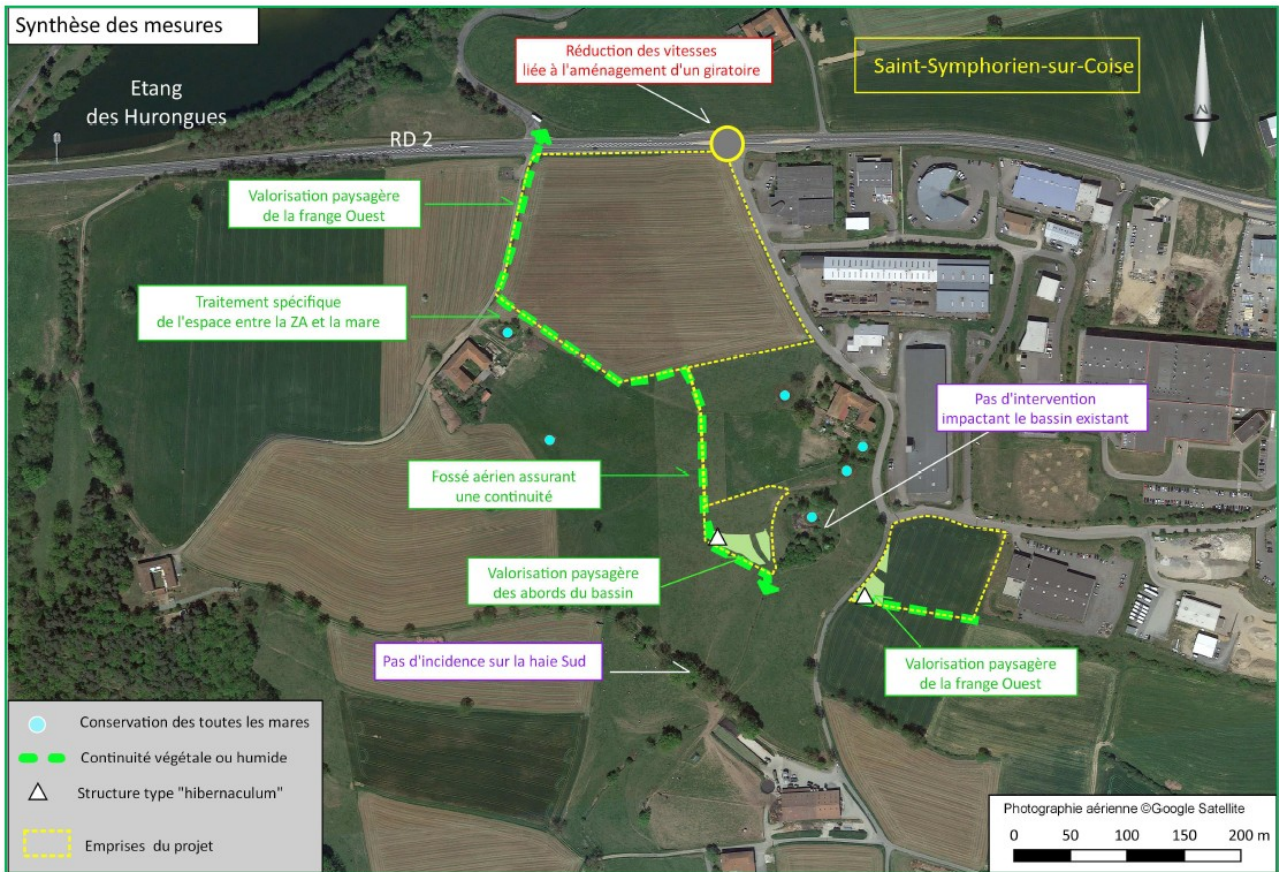 Synthèse des mesures
Réduction des vitesses
liée à l'aménagement d'un giratoire
Saint-Symphorien-sur-Coise
Etang
des Hurongues
RD 2
N
Valorisation paysagère
de la frange Ouest
Traitement spécifique
de l'espace entre la ZA et la mare
Pas d'intervention
impactant le bassin existant
Fossé aérien assurant
une continuité
Valorisation paysagère
des abords du bassin
Pas d'incidence sur la haie Sud
Valorisation paysagère
de la frange Ouest
Conservation des toutes les mares
Continuité végétale ou humide
Structure type "hibernaculum"
Emprises du projet
Photographie aérienne ©Google Satellite
0 50 100 150 200 m